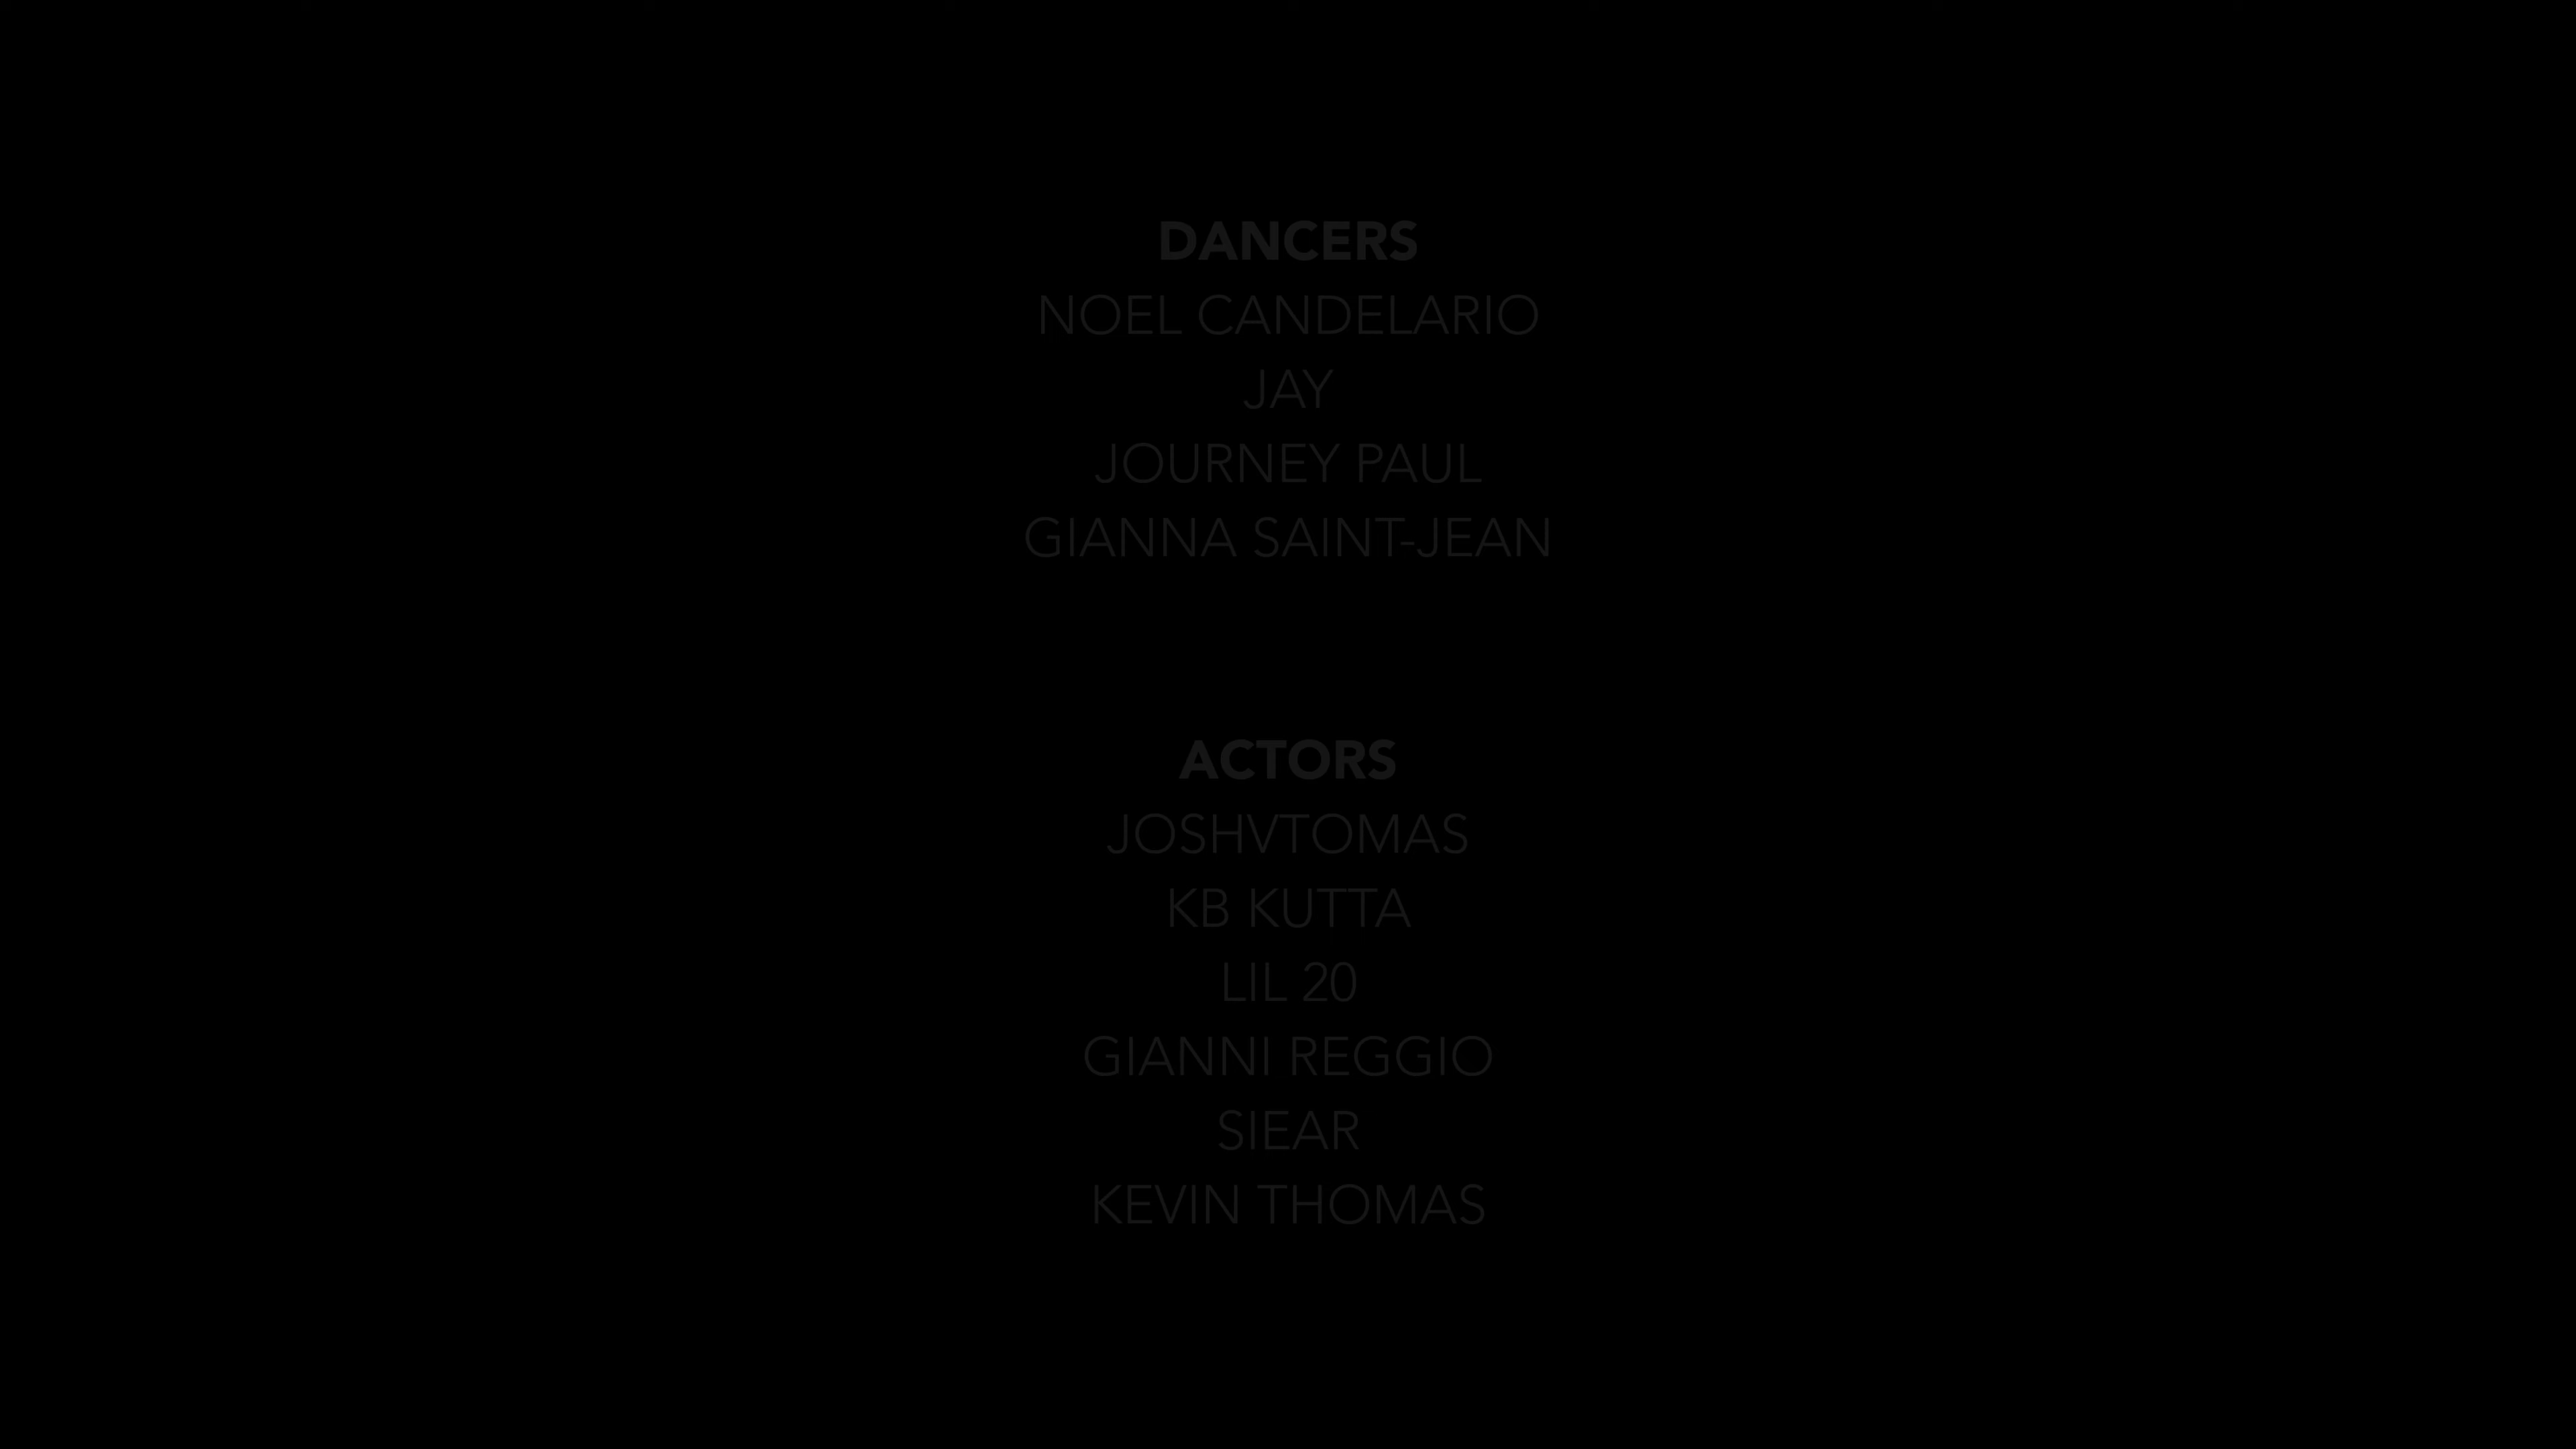 DANCERS
NOEL CANDELARIO
JAY
JOURNEY PAUL
GIANNA SAINT-JEAN
ACTORS
JOSHVTOMAS
KB KUTTA
LIL 20
GIANNI REGGIO
SIEAR
KEVIN THOMAS